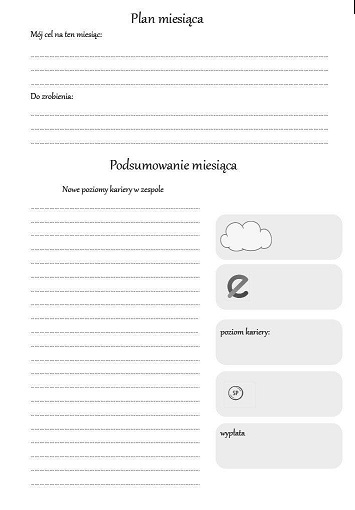 Plan miesiąca
Mój cel na ten miesiąc:
Do zrobienia:
Podsumowanie miesiąca
Nowe poziomy kariery w zespole
e
poziom kariery:
SP
wypłata